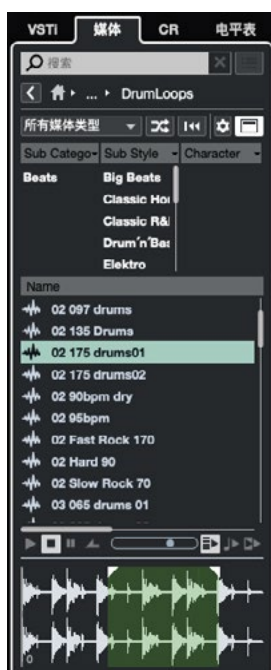 VSTi 媒体 CR 电平表
搜索
... DrumLoops
所有媒体类型
Sub Catego Sub Style Character
Beats Big Beats
Classic Hou
Classic R&
Drum'n'Bas
Elektro
Name
02 097 drums
02 135 Drums
02 175 drums01
02 175 drums02
02 90bpm dry
02 95bpm
02 Fast Rock 170
02 Hard 90
02 Slow Rock 70
03 065 drums 01
0